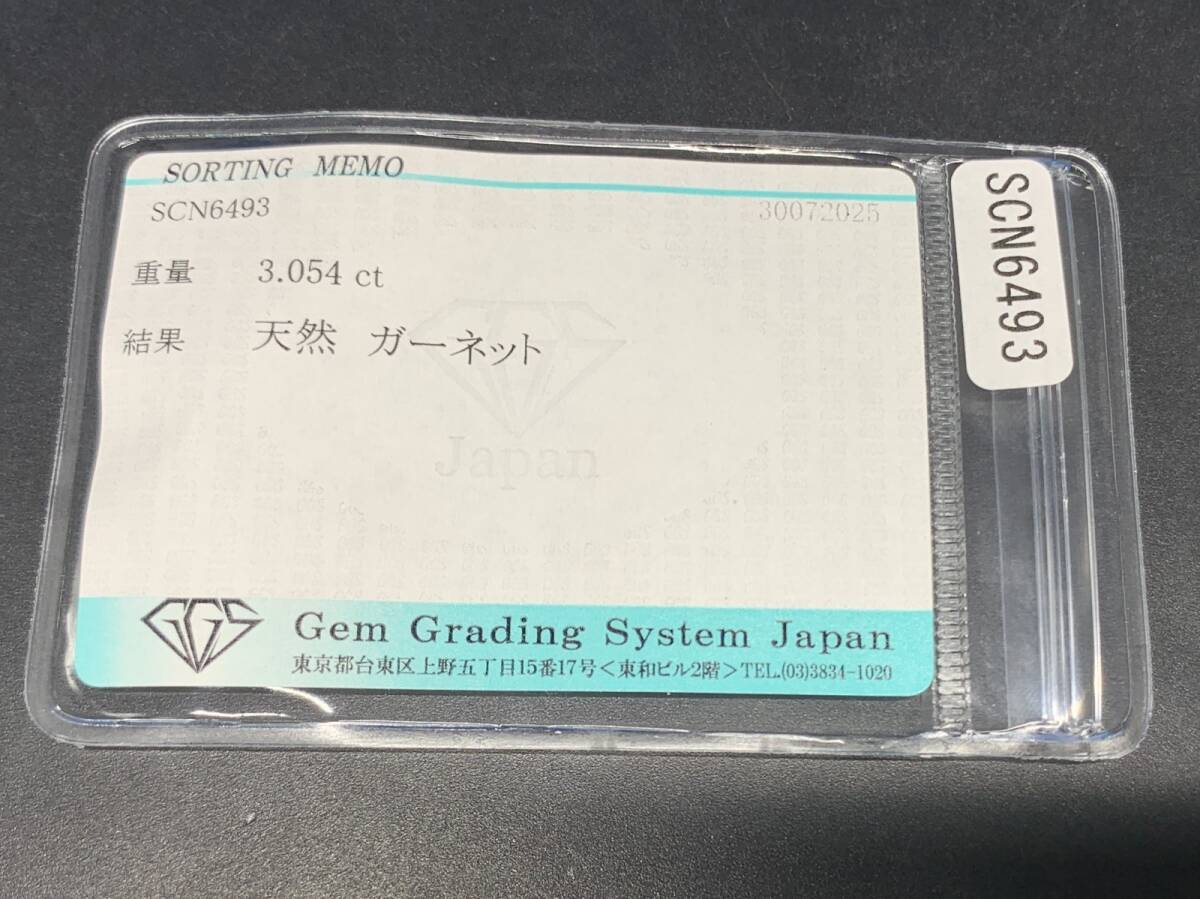 SORTING MEMO
SCN6493 30072025
重量 3.054 ct
結果 天然 ガーネット
Japan
GGS Gem Grading System Japan
東京都台東区上野五丁目15番17号<東和ビル2階>TEL.(03)3834-1020
SCN6493